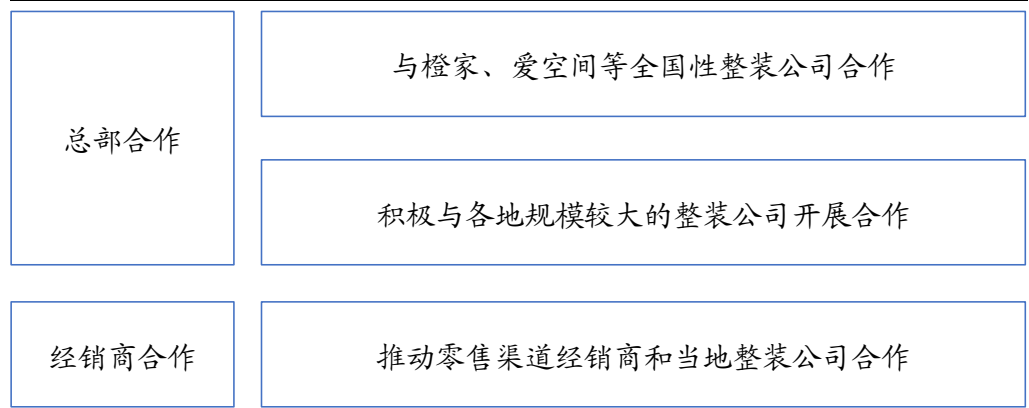 总部合作
与橙家、爱空间等全国性整装公司合作
积极与各地规模较大的整装公司开展合作
经销商合作
推动零售渠道经销商和当地整装公司合作